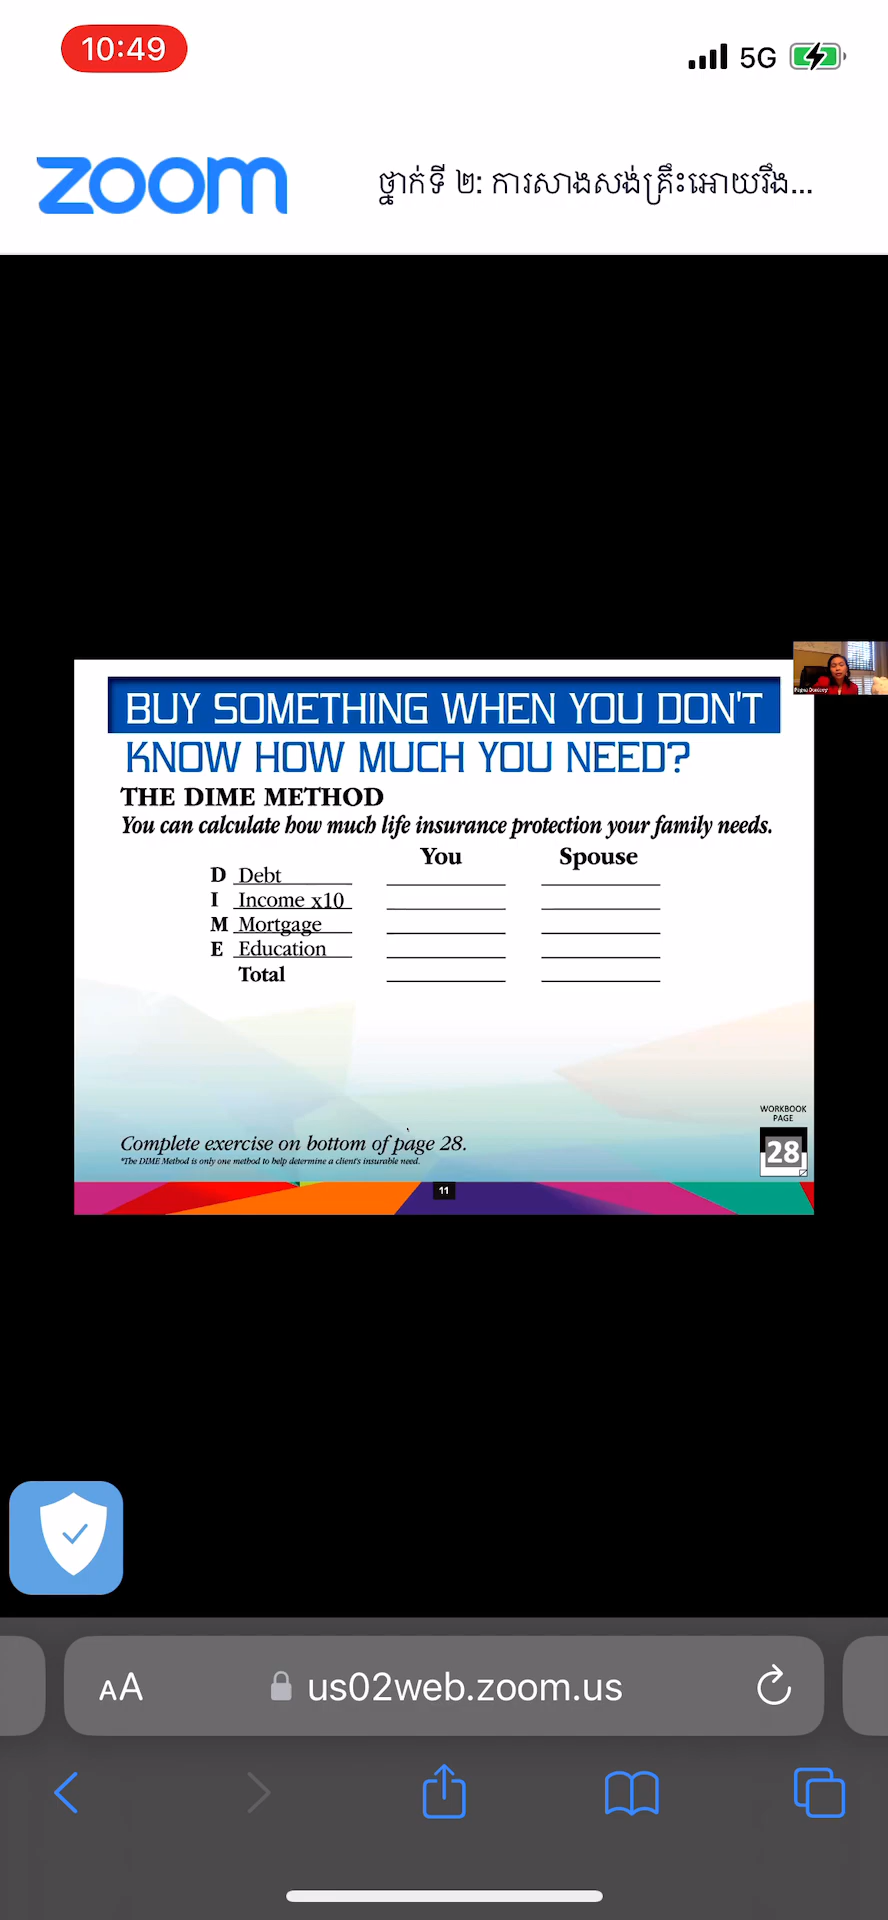 10:49
5G
zoom
ថ្នាក់ទី ២: ការសាងសង់គ្រឹះអោយរឹង...
BUY SOMETHING WHEN YOU DON'T
KNOW HOW MUCH YOU NEED?
THE DIME METHOD
You can calculate how much life insurance protection your family needs.
You Spouse
D Debt
I Income x10
M Mortgage
E Education
Total
WORKBOOK
PAGE
28
Complete exercise on bottom of page 28.
*The DIME Method is only one method to help determine a client's insurable need.
11
AA us02web.zoom.us